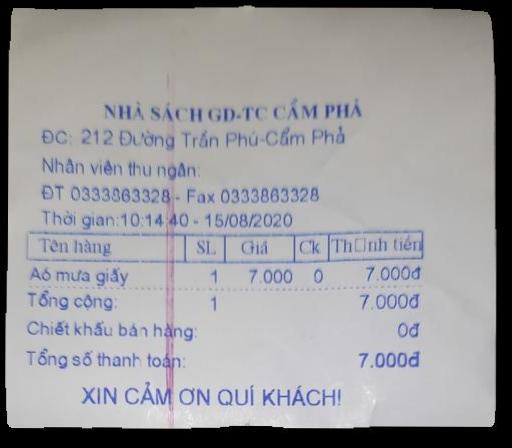 NHÀ SÁCH GD-TC CẨM PHẢ
ĐC: 212 Đường Trần Phú-Cẩm Phả
Nhân viên thu ngân:
ĐT 0333863328 - Fax 0333863328
Thời gian:10:14:40 - 15/08/2020
Tên hàng SL Giá Ck Th□nh tiền
Aó mưa giấy 1 7.000 0 7.000đ
Tổng cộng: 1 7.000đ
Chiết khấu bán hàng: 0đ
Tổng số thanh toán: 7.000đ
XIN CẢM ƠN QUÍ KHÁCH!